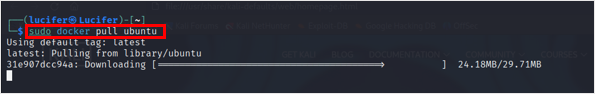 ┌──(lucifer㉿Lucifer)-[~]
└─$ sudo docker pull ubuntu
Using default tag: latest
latest: Pulling from library/ubuntu
31e907dcc94a: Downloading [=========================================> ] 24.18MB/29.71MB